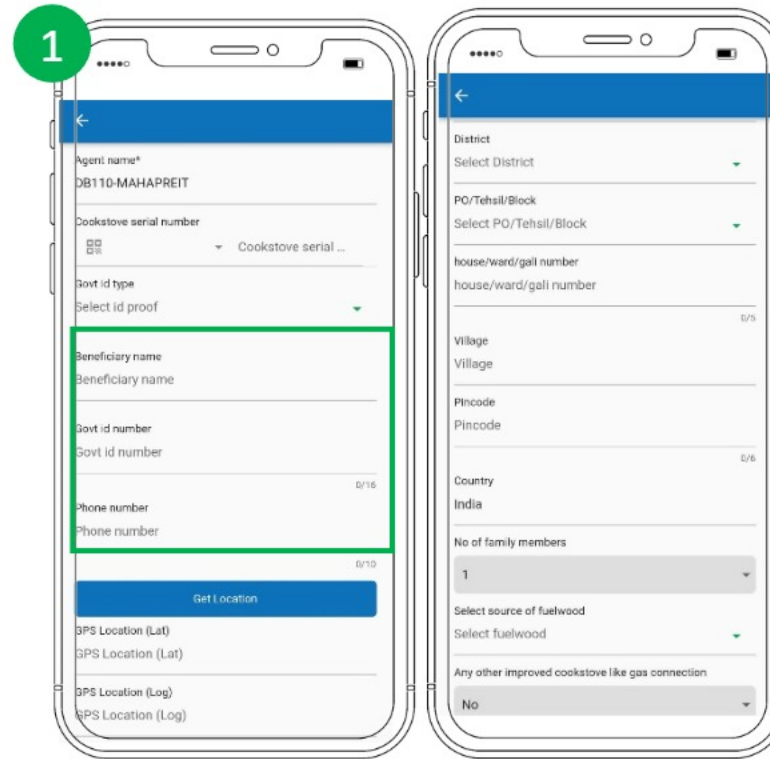 1
Agent name*
DB110-MAHAPREIT
Cookstove serial number
Cookstove serial ...
Govt id type
Select id proof
Beneficiary name
Beneficiary name
Govt id number
Govt id number
0/16
Phone number
Phone number
0/10
Get Location
GPS Location (Lat)
GPS Location (Lat)
GPS Location (Log)
GPS Location (Log)
District
Select District
PO/Tehsil/Block
Select PO/Tehsil/Block
house/ward/gali number
house/ward/gali number
0/5
Village
Village
Pincode
Pincode
0/6
Country
India
No of family members
1
Select source of fuelwood
Select fuelwood
Any other improved cookstove like gas connection
No